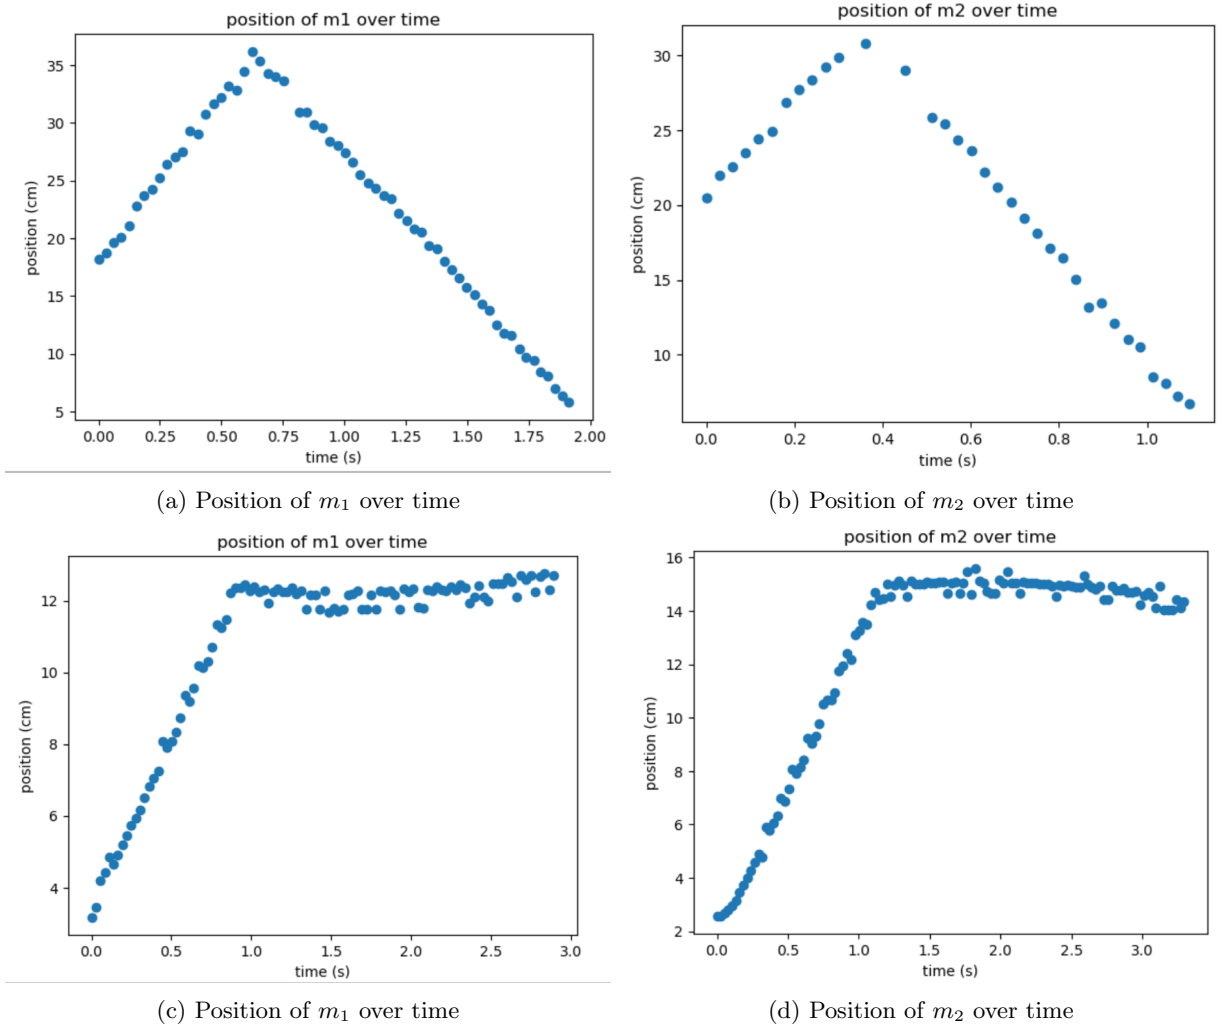 position of m1 over time
35
30
25
20
15
10
5
position (cm)
0.00 0.25 0.50 0.75 1.00 1.25 1.50 1.75 2.00
time (s)
(a) Position of m₁ over time
position of m2 over time
30
25
20
15
10
position (cm)
0.0 0.2 0.4 0.6 0.8 1.0
time (s)
(b) Position of m₂ over time
position of m1 over time
12
10
8
6
4
position (cm)
0.0 0.5 1.0 1.5 2.0 2.5 3.0
time (s)
(c) Position of m₁ over time
position of m2 over time
16
14
12
10
8
6
4
2
position (cm)
0.0 0.5 1.0 1.5 2.0 2.5 3.0
time (s)
(d) Position of m₂ over time